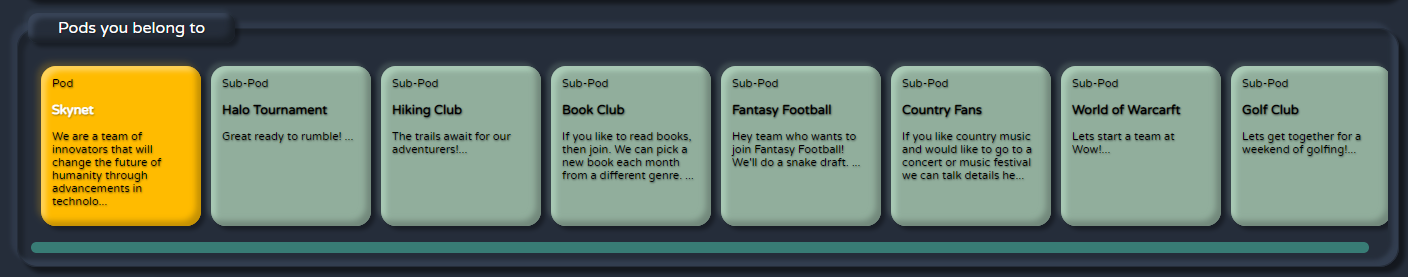 Pods you belong to
Pod
Skynet
We are a team of
innovators that will
change the future of
humanity through
advancements in
technolo...
Sub-Pod
Halo Tournament
Great ready to rumble! ...
Sub-Pod
Hiking Club
The trails await for our
adventurers!...
Sub-Pod
Book Club
If you like to read books,
then join. We can pick a
new book each month
from a different genre. ...
Sub-Pod
Fantasy Football
Hey team who wants to
join Fantasy Football!
We'll do a snake draft. ...
Sub-Pod
Country Fans
If you like country music
and would like to go to a
concert or music festival
we can talk details he...
Sub-Pod
World of Warcarft
Lets start a team at
Wow!...
Sub-Pod
Golf Club
Lets get together for a
weekend of golfing!...